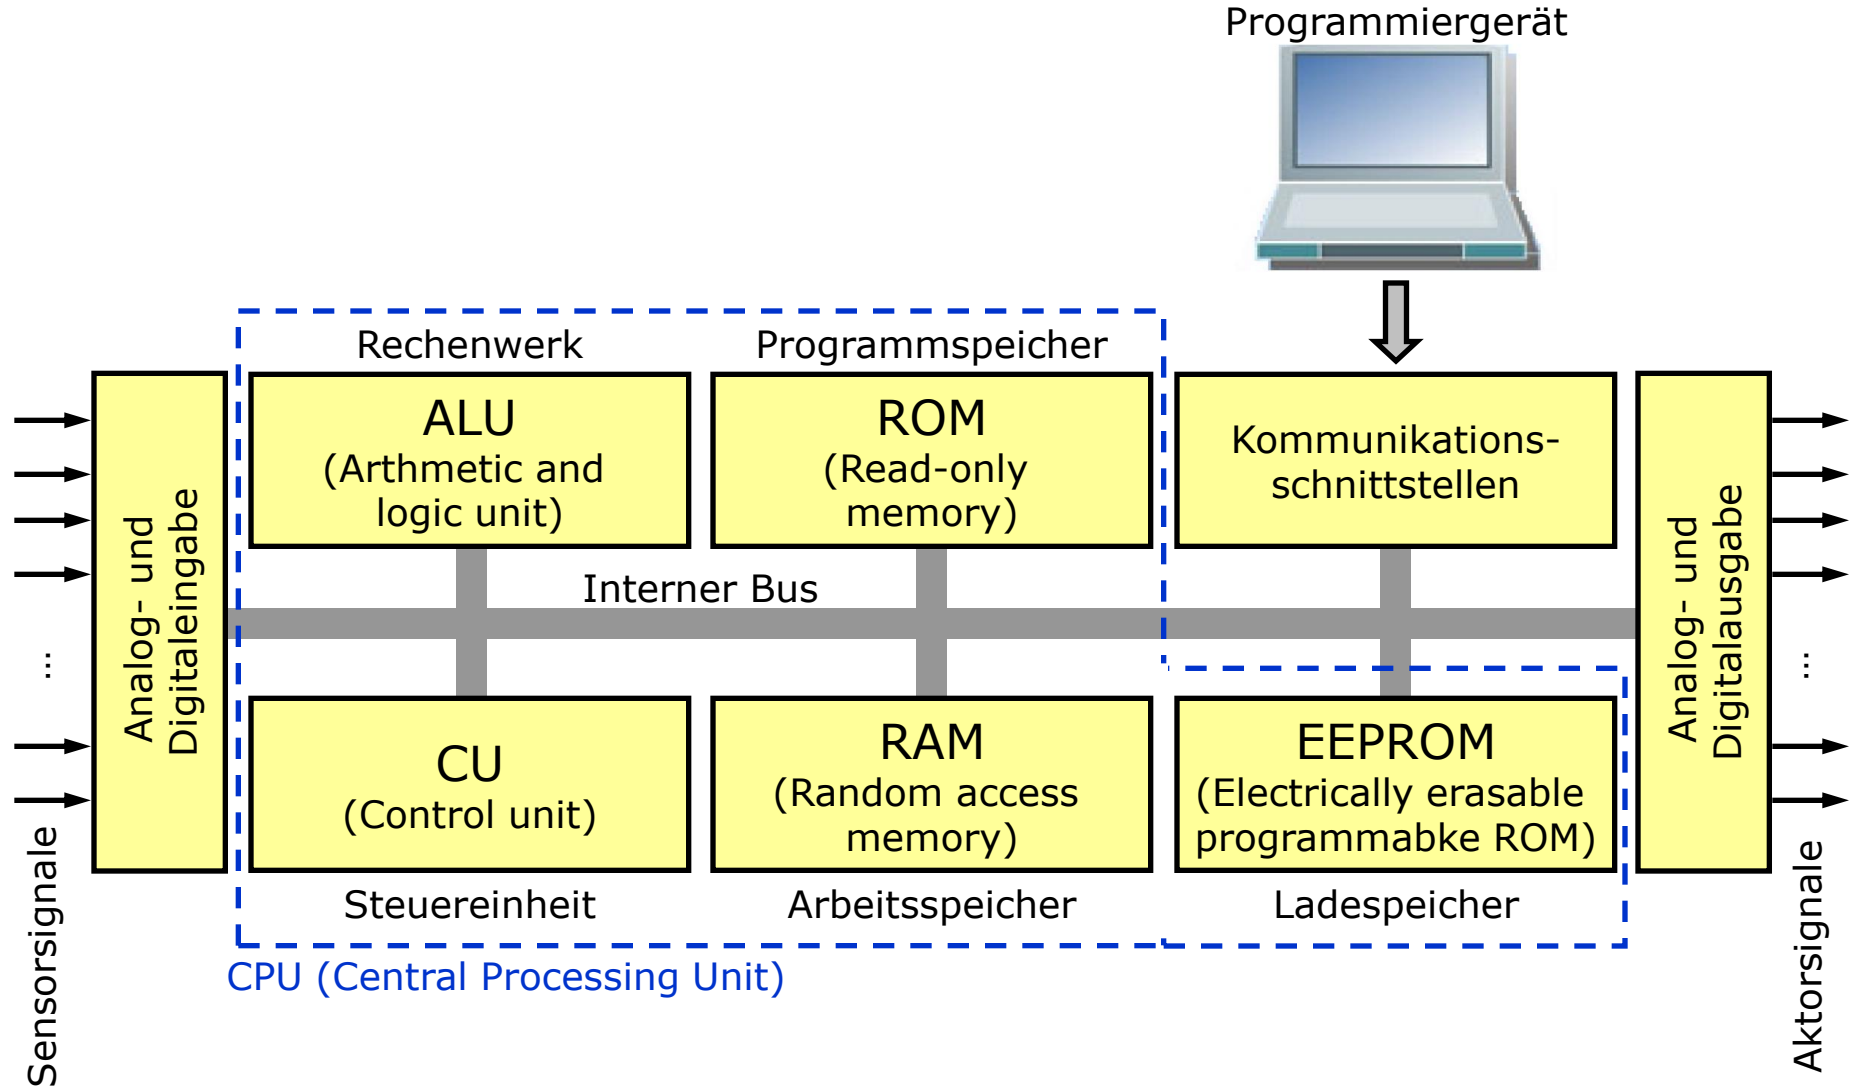 Programmiergerät
Rechenwerk
Programmspeicher
ALU
(Arthmetic and
logic unit)
ROM
(Read-only
memory)
Kommunikations-
schnittstellen
Analog- und
Digitaleingabe
Interner Bus
Analog- und
Digitalausgabe
...
...
CU
(Control unit)
RAM
(Random access
memory)
EEPROM
(Electrically erasable
programmabke ROM)
Steuereinheit
Arbeitsspeicher
Ladespeicher
CPU (Central Processing Unit)
Sensorsignale
Aktorsignale